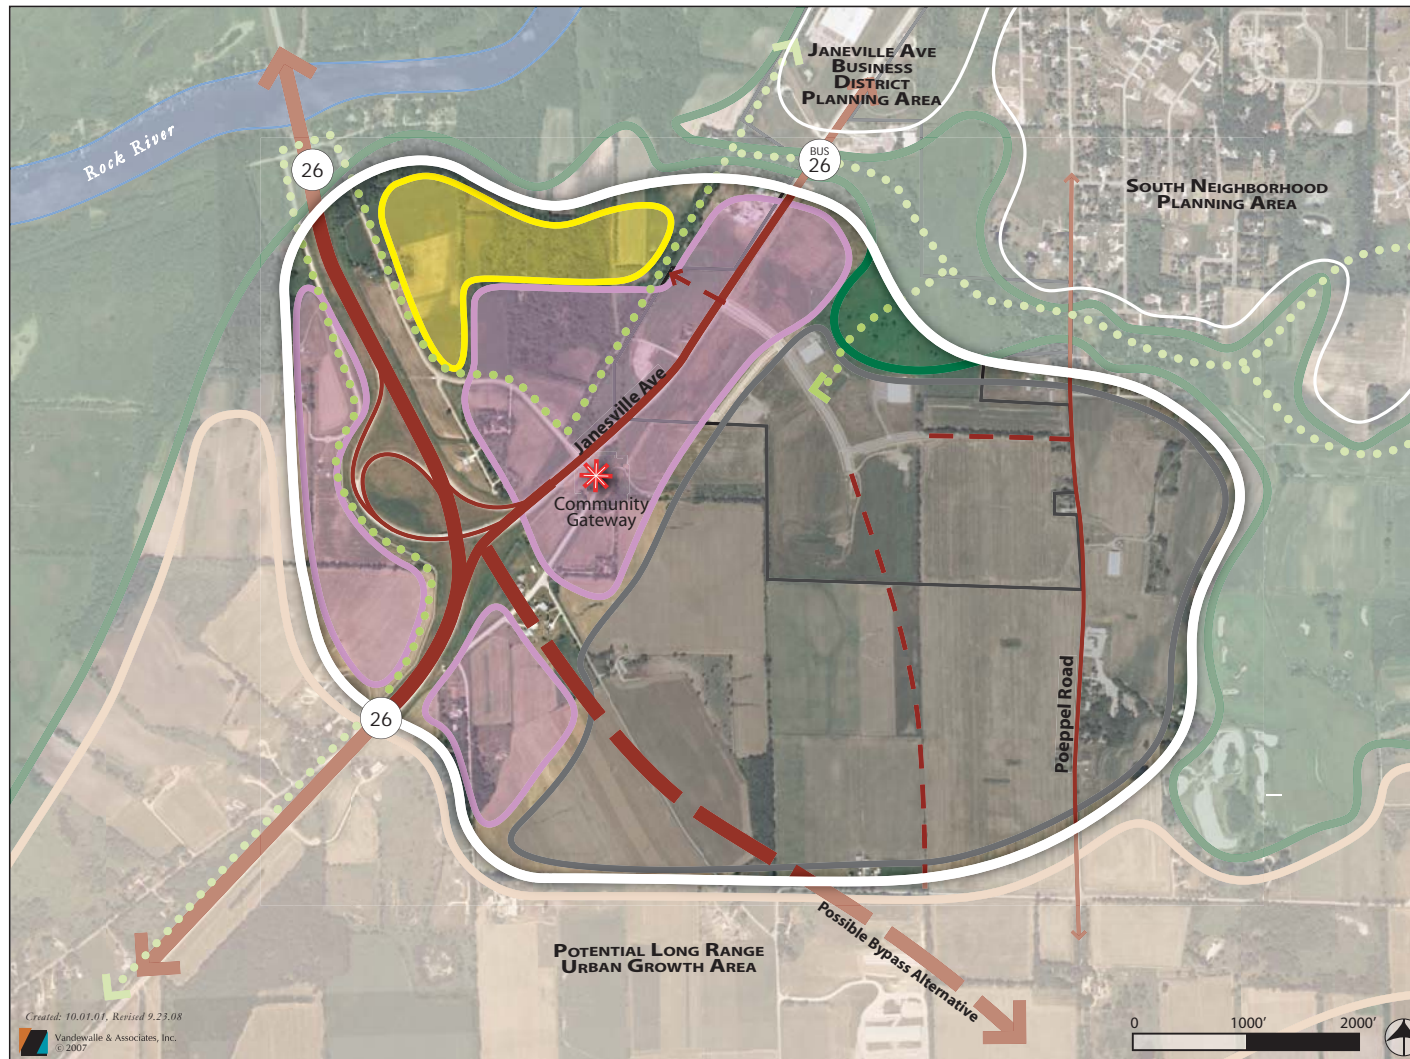 JANEVILLE AVE
BUSINESS
DISTRICT
PLANNING AREA
Rock River
26
BUS
26
SOUTH NEIGHBORHOOD
PLANNING AREA
Janesville Ave
Community
Gateway
26
Poeppel Road
Possible Bypass Alternative
POTENTIAL LONG RANGE
URBAN GROWTH AREA
Created: 10.01.01, Revised 9.23.08
Vandewalle & Associates, Inc.
© 2007
0 1000' 2000'